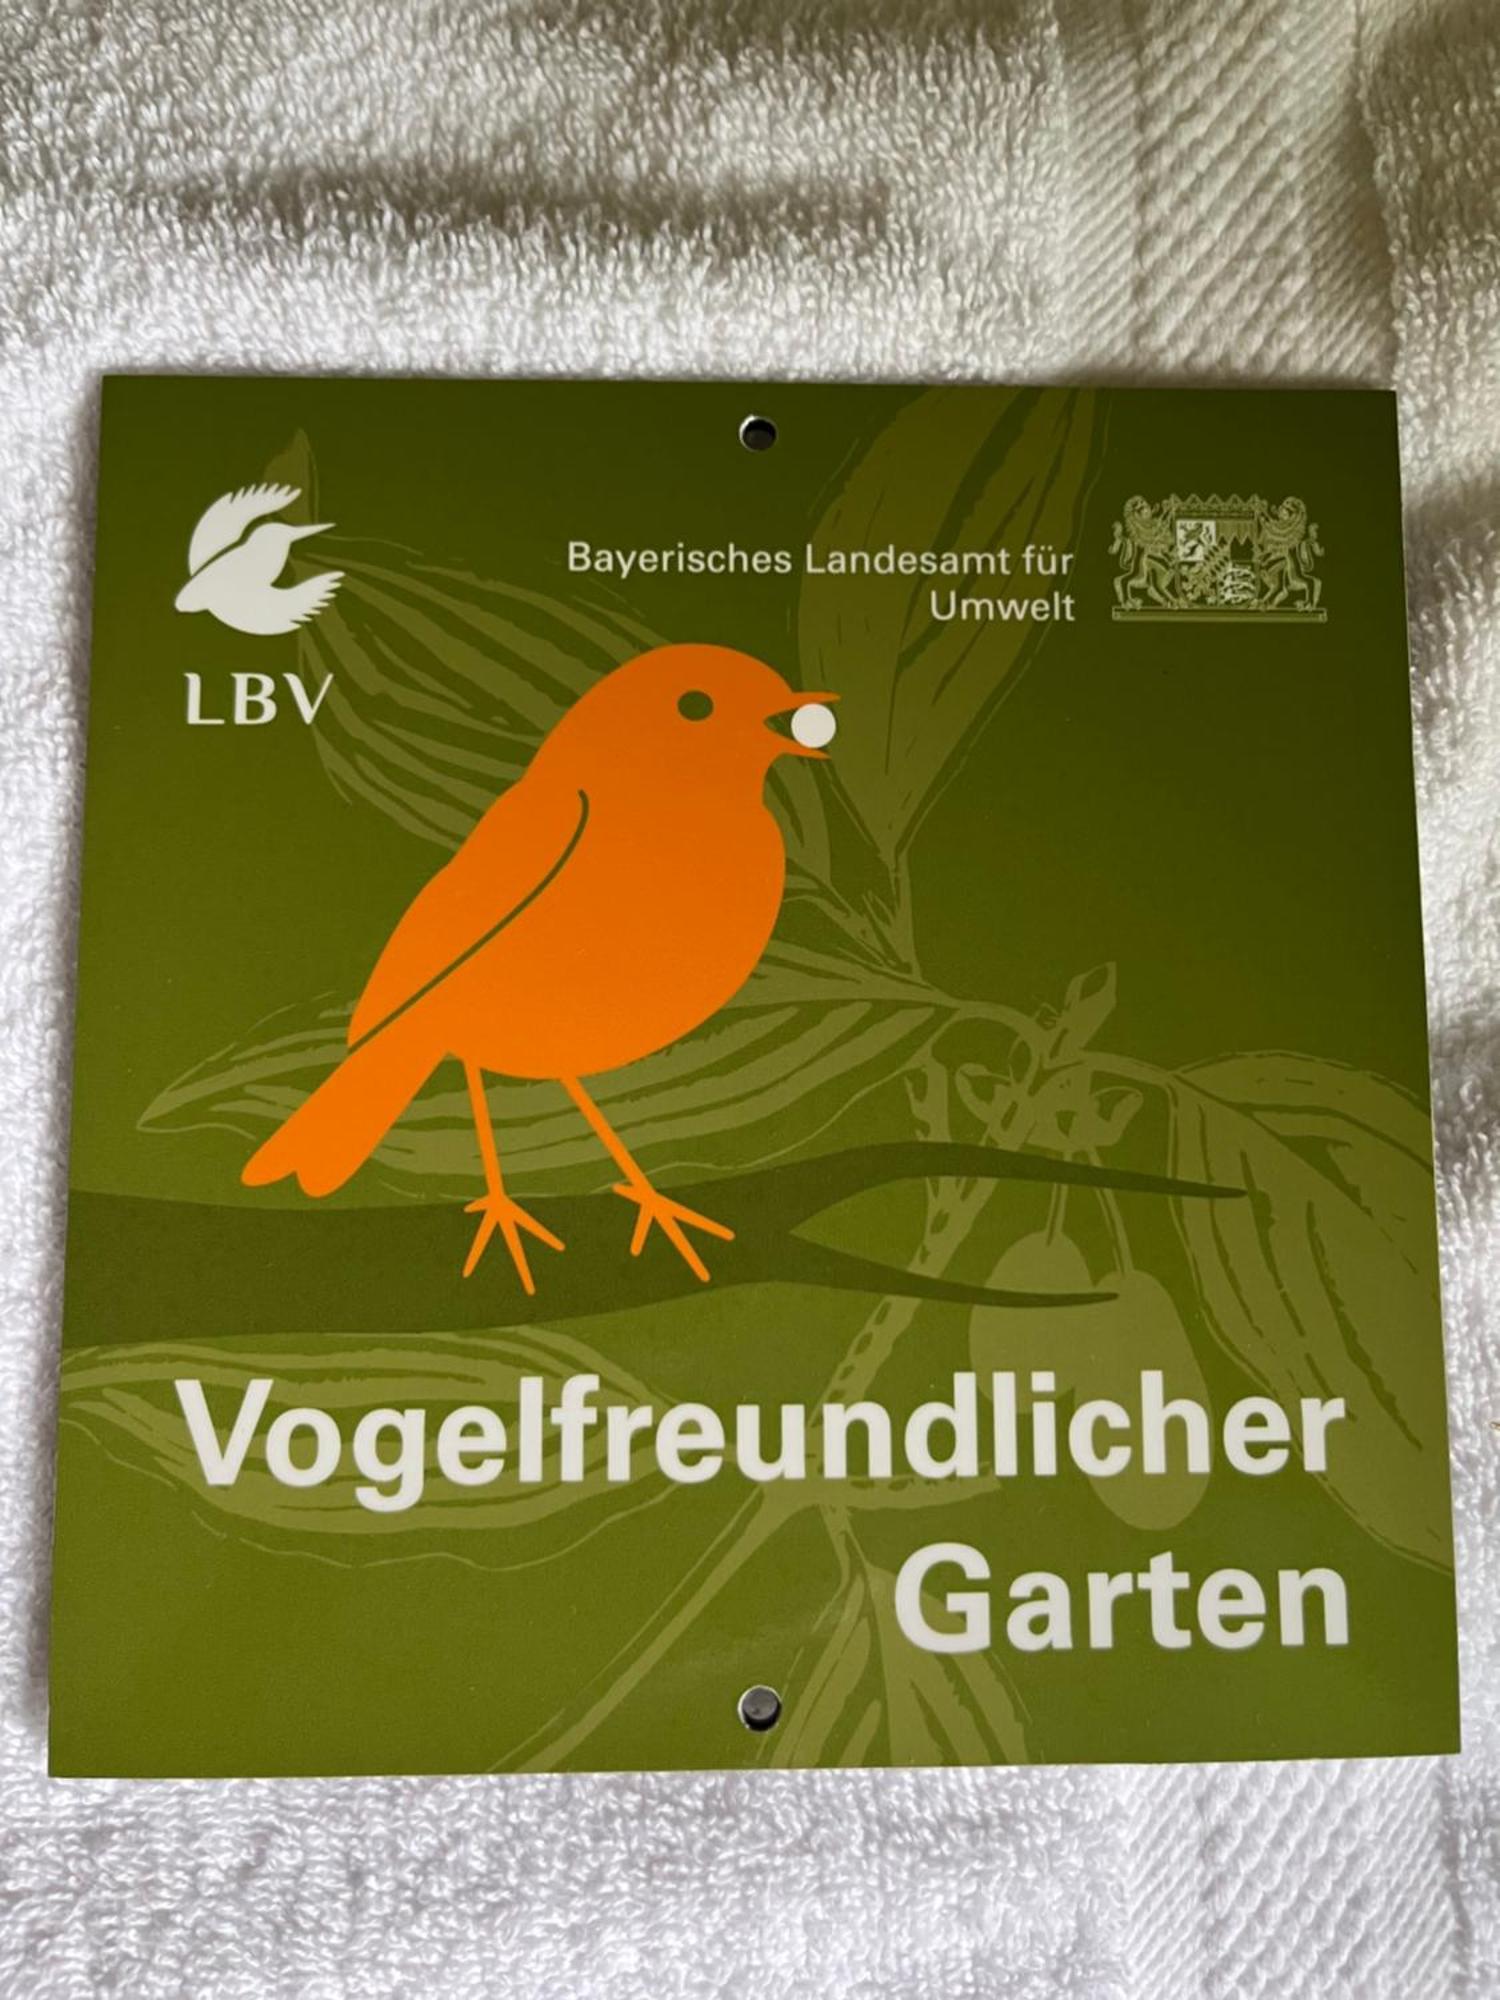 LBV
Bayerisches Landesamt für
Umwelt
Vogelfreundlicher
Garten